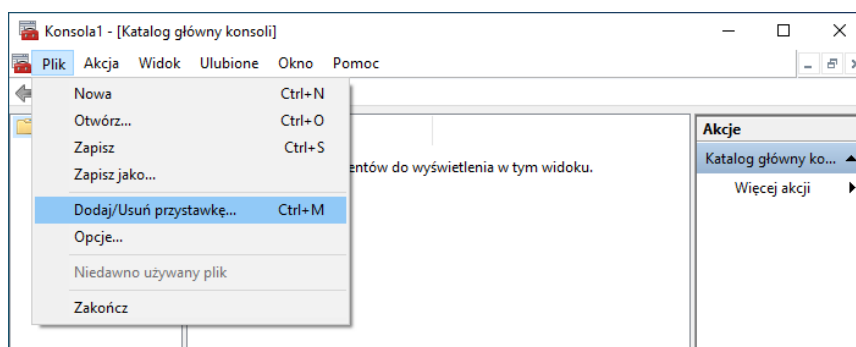 Konsola1 - [Katalog główny konsoli]
Plik Akcja Widok Ulubione Okno Pomoc
Nowa Ctrl+N
Otwórz... Ctrl+O
Zapisz Ctrl+S
Zapisz jako...
Dodaj/Usuń przystawkę... Ctrl+M
Opcje...
Niedawno używany plik
Zakończ
entów do wyświetlenia w tym widoku.
Akcje
Katalog główny ko...
Więcej akcji